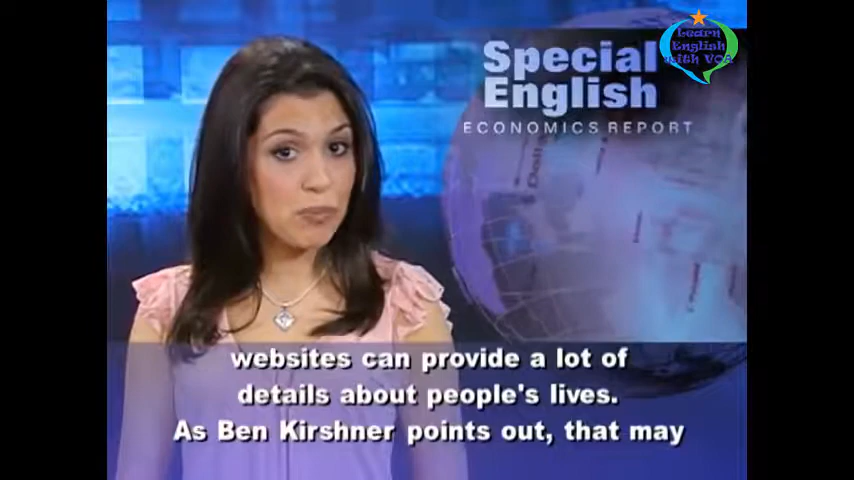 Special
English
ECONOMICS REPORT
Learn
English
with VOA
websites can provide a lot of
details about people's lives.
As Ben Kirshner points out, that may